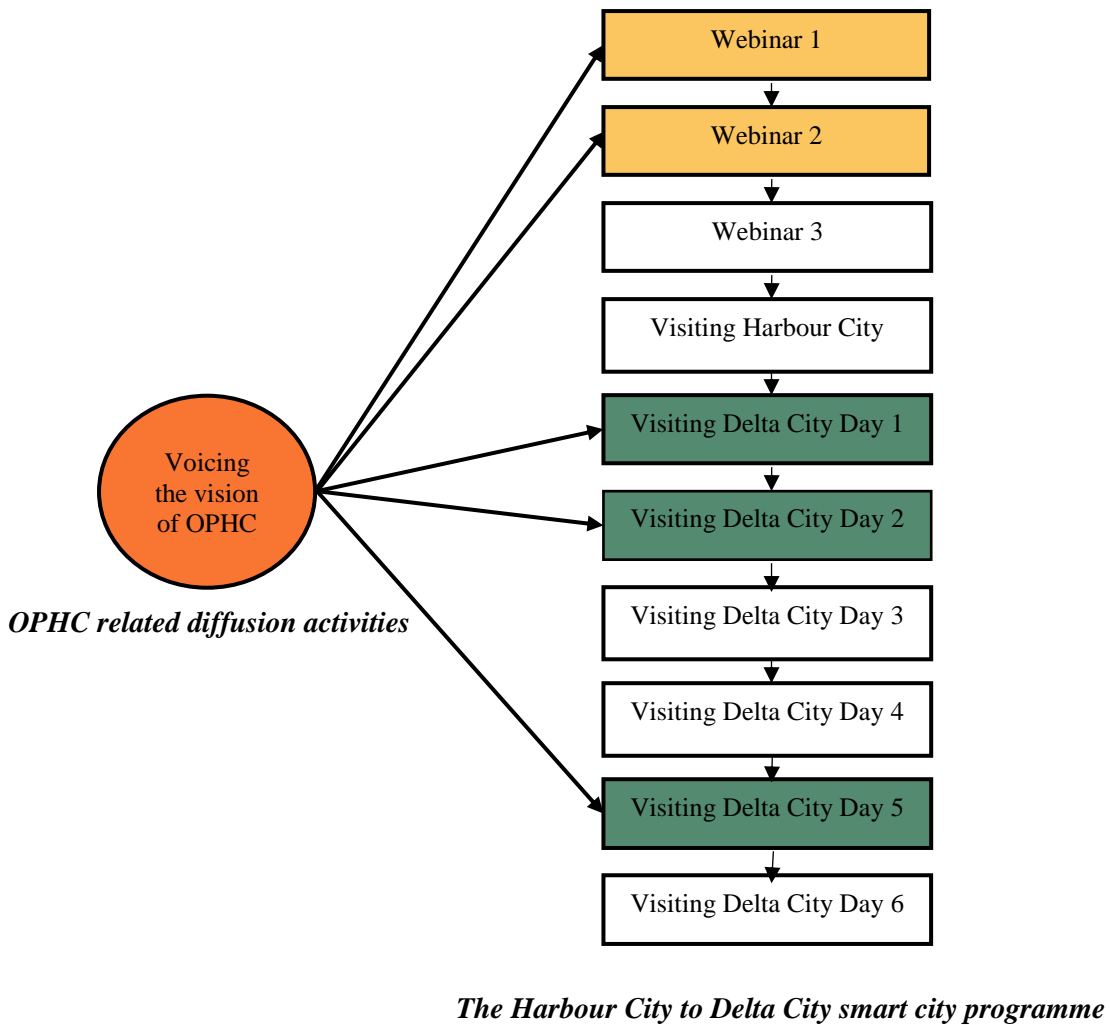 Webinar 1
Webinar 2
Webinar 3
Visiting Harbour City
Visiting Delta City Day 1
Visiting Delta City Day 2
Visiting Delta City Day 3
Visiting Delta City Day 4
Visiting Delta City Day 5
Visiting Delta City Day 6
Voicing
the vision
of OPHC
OPHC related diffusion activities
The Harbour City to Delta City smart city programme